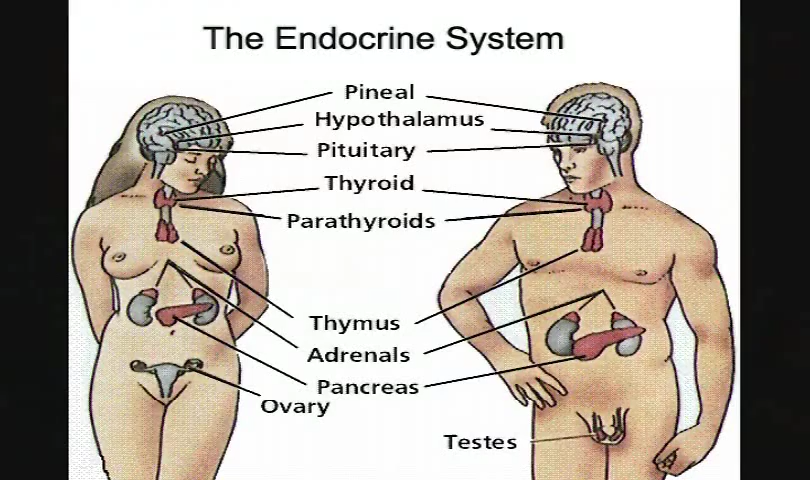 The Endocrine System
Pineal
Hypothalamus
Pituitary
Thyroid
Parathyroids
Thymus
Adrenals
Pancreas
Ovary
Testes